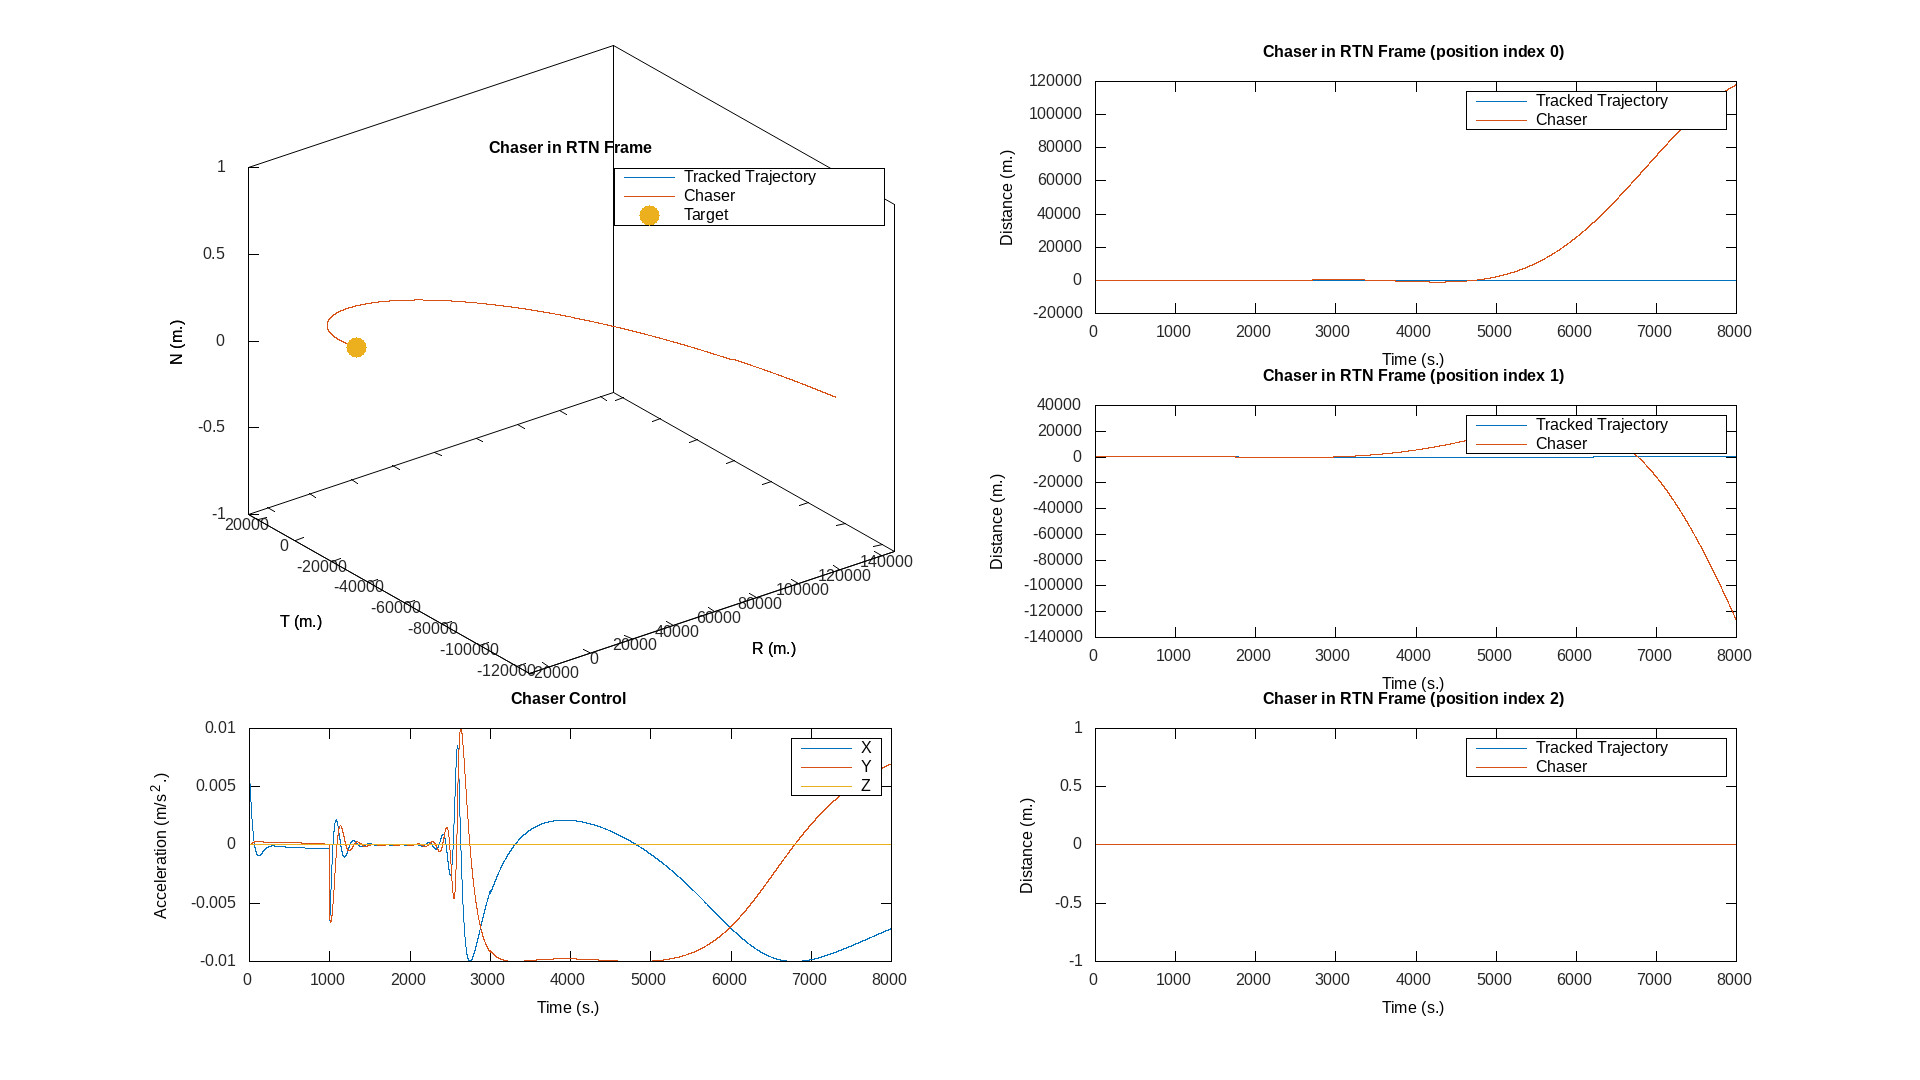 Chaser in RTN Frame
Tracked Trajectory
Chaser
Target
1
0.5
0
-0.5
-1
N (m.)
20000
0
-20000
-40000
-60000
-80000
-100000
-120000
T (m.)
-20000
0
20000
40000
60000
80000
100000
120000
140000
R (m.)
Chaser Control
X
Y
Z
0.01
0.005
0
-0.005
-0.01
Acceleration (m/s².)
0 1000 2000 3000 4000 5000 6000 7000 8000
Time (s.)
Chaser in RTN Frame (position index 0)
Tracked Trajectory
Chaser
120000
100000
80000
60000
40000
20000
0
-20000
Distance (m.)
0 1000 2000 3000 4000 5000 6000 7000 8000
Time (s.)
Chaser in RTN Frame (position index 1)
Tracked Trajectory
Chaser
40000
20000
0
-20000
-40000
-60000
-80000
-100000
-120000
-140000
Distance (m.)
0 1000 2000 3000 4000 5000 6000 7000 8000
Time (s.)
Chaser in RTN Frame (position index 2)
Tracked Trajectory
Chaser
1
0.5
0
-0.5
-1
Distance (m.)
0 1000 2000 3000 4000 5000 6000 7000 8000
Time (s.)